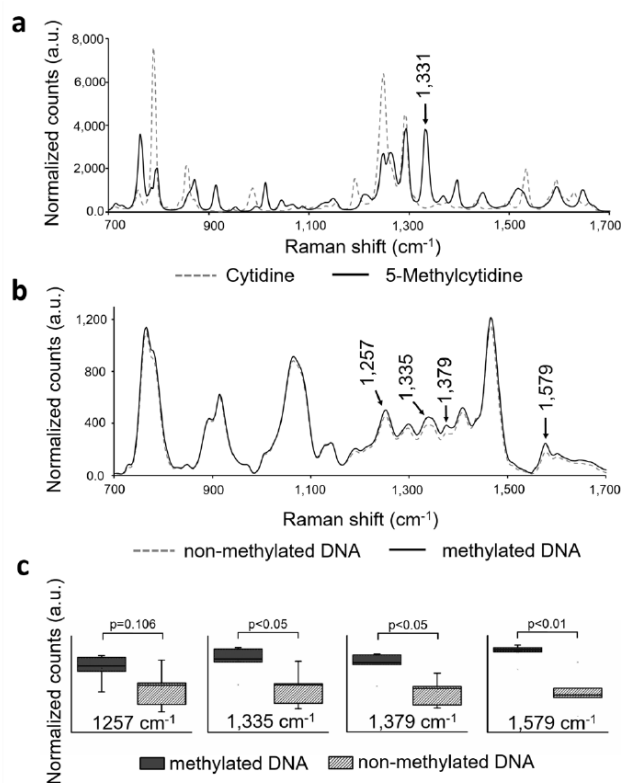 a
Normalized counts (a.u.)
8,000
6,000
4,000
2,000
0.0
1,331
700
900
1,100
1,300
1,500
1,700
Raman shift (cm⁻¹)
Cytidine
5-Methylcytidine
b
Normalized counts (a.u.)
1,200
800
400
0.0
1,257
1,335
1,379
1,579
700
900
1,100
1,300
1,500
1,700
Raman shift (cm⁻¹)
non-methylated DNA
methylated DNA
c
Normalized counts (a.u.)
p=0.106
p<0.05
p<0.05
p<0.01
1257 cm⁻¹
1,335 cm⁻¹
1,379 cm⁻¹
1,579 cm⁻¹
methylated DNA
non-methylated DNA